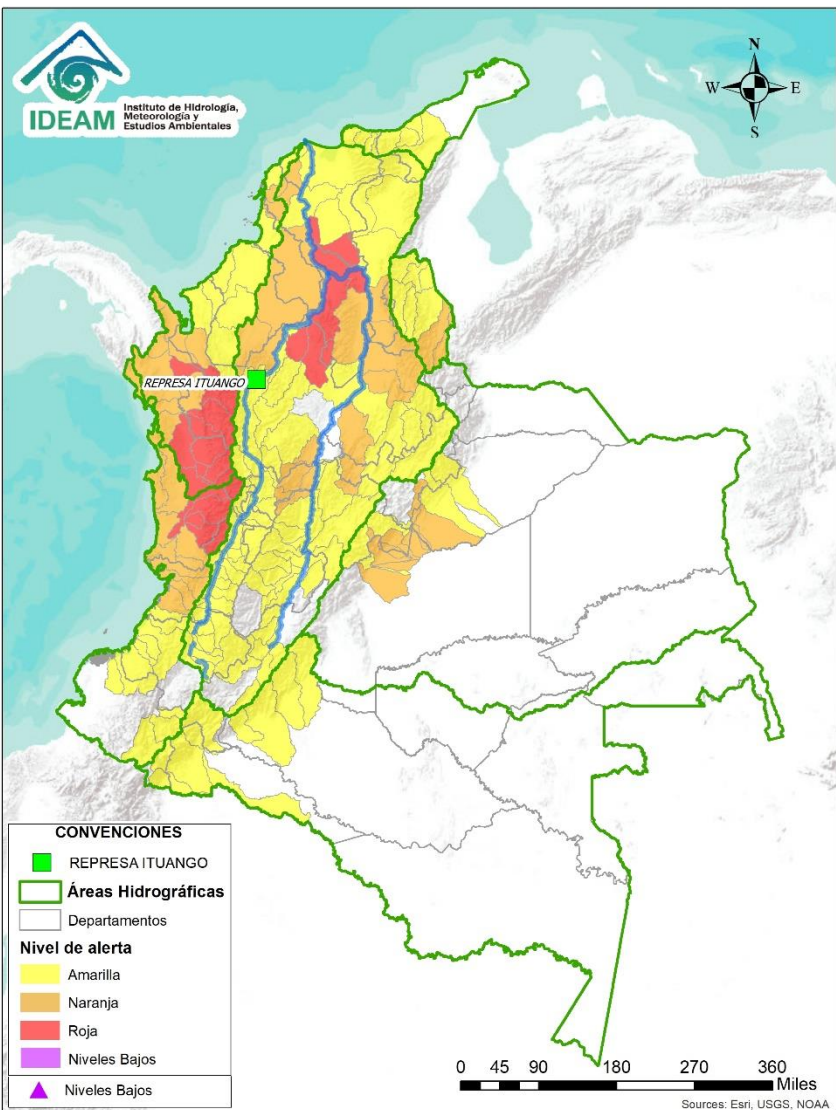 IDEAM
Instituto de Hidrología,
Meteorología y
Estudios Ambientales
N
W
E
S
REPRESA ITUANGO
CONVENCIONES
REPRESA ITUANGO
Áreas Hidrográficas
Departamentos
Nivel de alerta
Amarilla
Naranja
Roja
Niveles Bajos
Niveles Bajos
0 45 90 180 270 360
Miles
Sources: Esri, USGS, NOAA